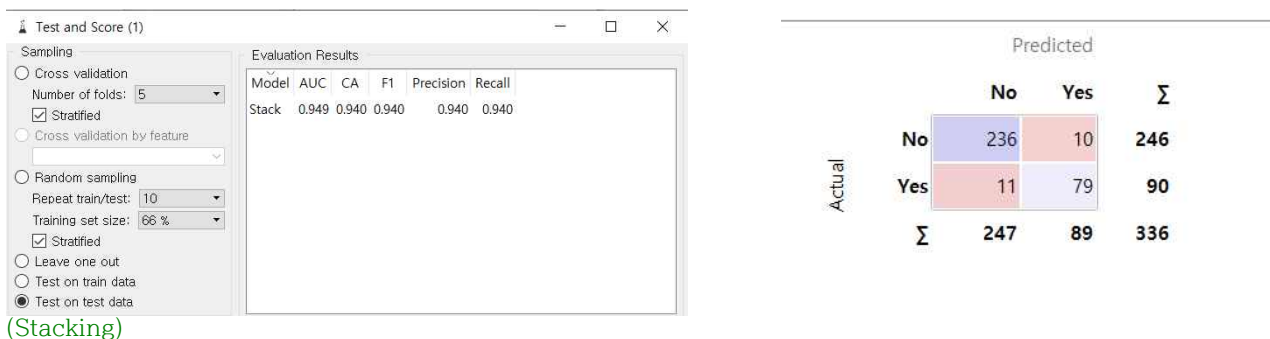 Test and Score (1)
Sampling
Cross validation
Number of folds: 5
Stratified
Cross validation by feature
Random sampling
Repeat train/test: 10
Training set size: 66 %
Stratified
Leave one out
Test on train data
Test on test data
Evaluation Results
Model AUC CA F1 Precision Recall
Stack 0.949 0.940 0.940 0.940 0.940
(Stacking)
Predicted
No Yes Σ
No 236 10 246
Actual
Yes 11 79 90
Σ 247 89 336